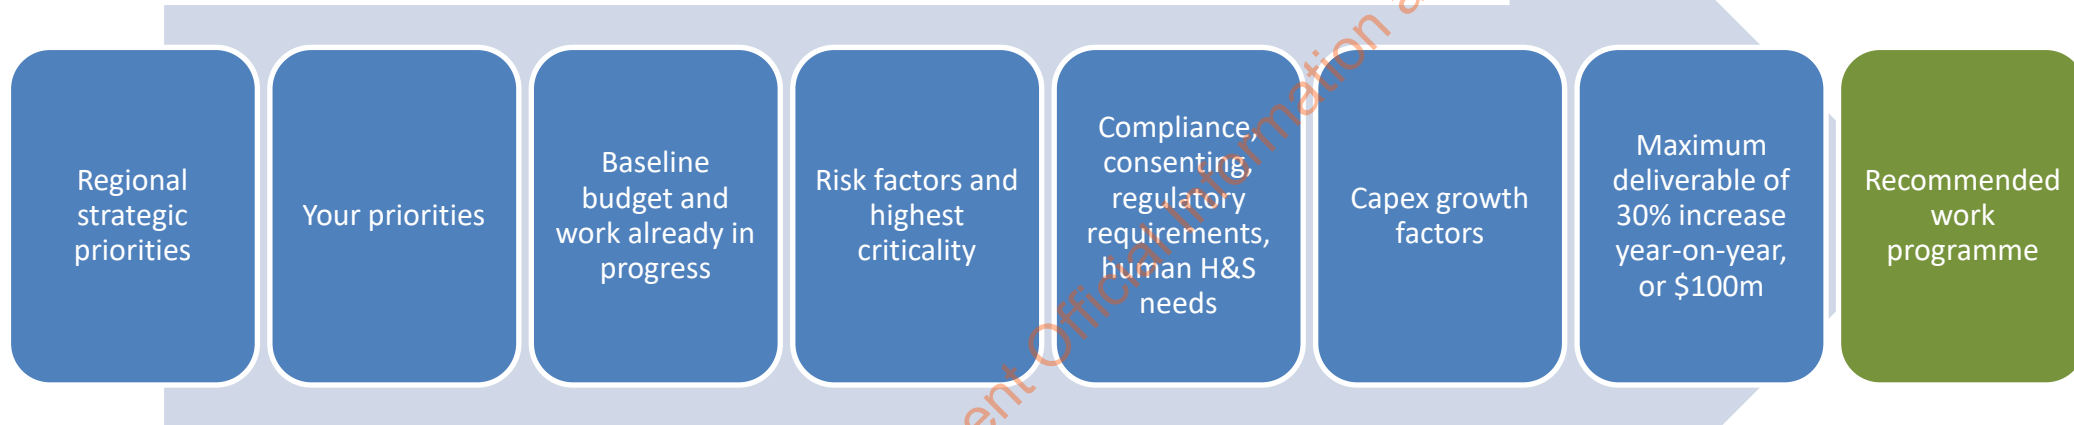 Regional
strategic
priorities
Your priorities
Baseline
budget and
work already in
progress
Risk factors and
highest
criticality
Compliance,
consenting,
regulatory
requirements,
human H&S
needs
Capex growth
factors
Maximum
deliverable of
30% increase
year-on-year,
or $100m
Recommended
work
programme
Official Information